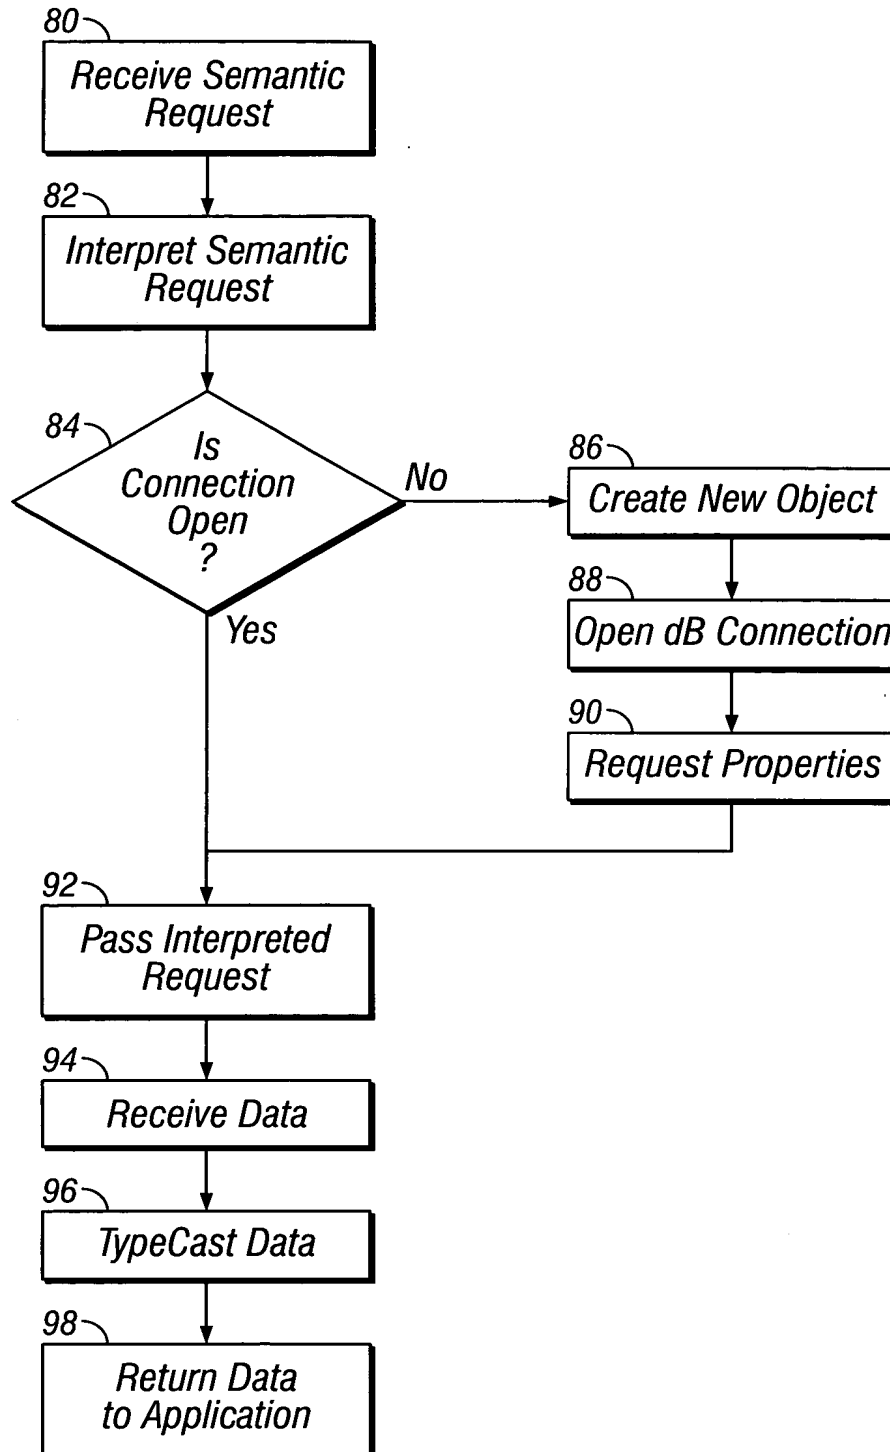 80
Receive Semantic
Request
82
Interpret Semantic
Request
84
Is
Connection
Open
?
No
Yes
86
Create New Object
88
Open dB Connection
90
Request Properties
92
Pass Interpreted
Request
94
Receive Data
96
TypeCast Data
98
Return Data
to Application